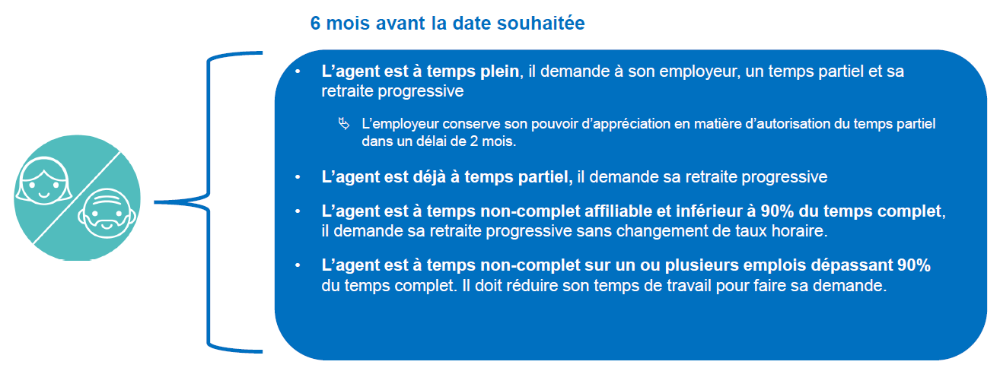 6 mois avant la date souhaitée
• L'agent est à temps plein, il demande à son employeur, un temps partiel et sa
retraite progressive
L'employeur conserve son pouvoir d'appréciation en matière d'autorisation du temps partiel
dans un délai de 2 mois.
• L'agent est déjà à temps partiel, il demande sa retraite progressive
• L'agent est à temps non-complet affiliable et inférieur à 90% du temps complet,
il demande sa retraite progressive sans changement de taux horaire.
• L'agent est à temps non-complet sur un ou plusieurs emplois dépassant 90%
du temps complet. Il doit réduire son temps de travail pour faire sa demande.